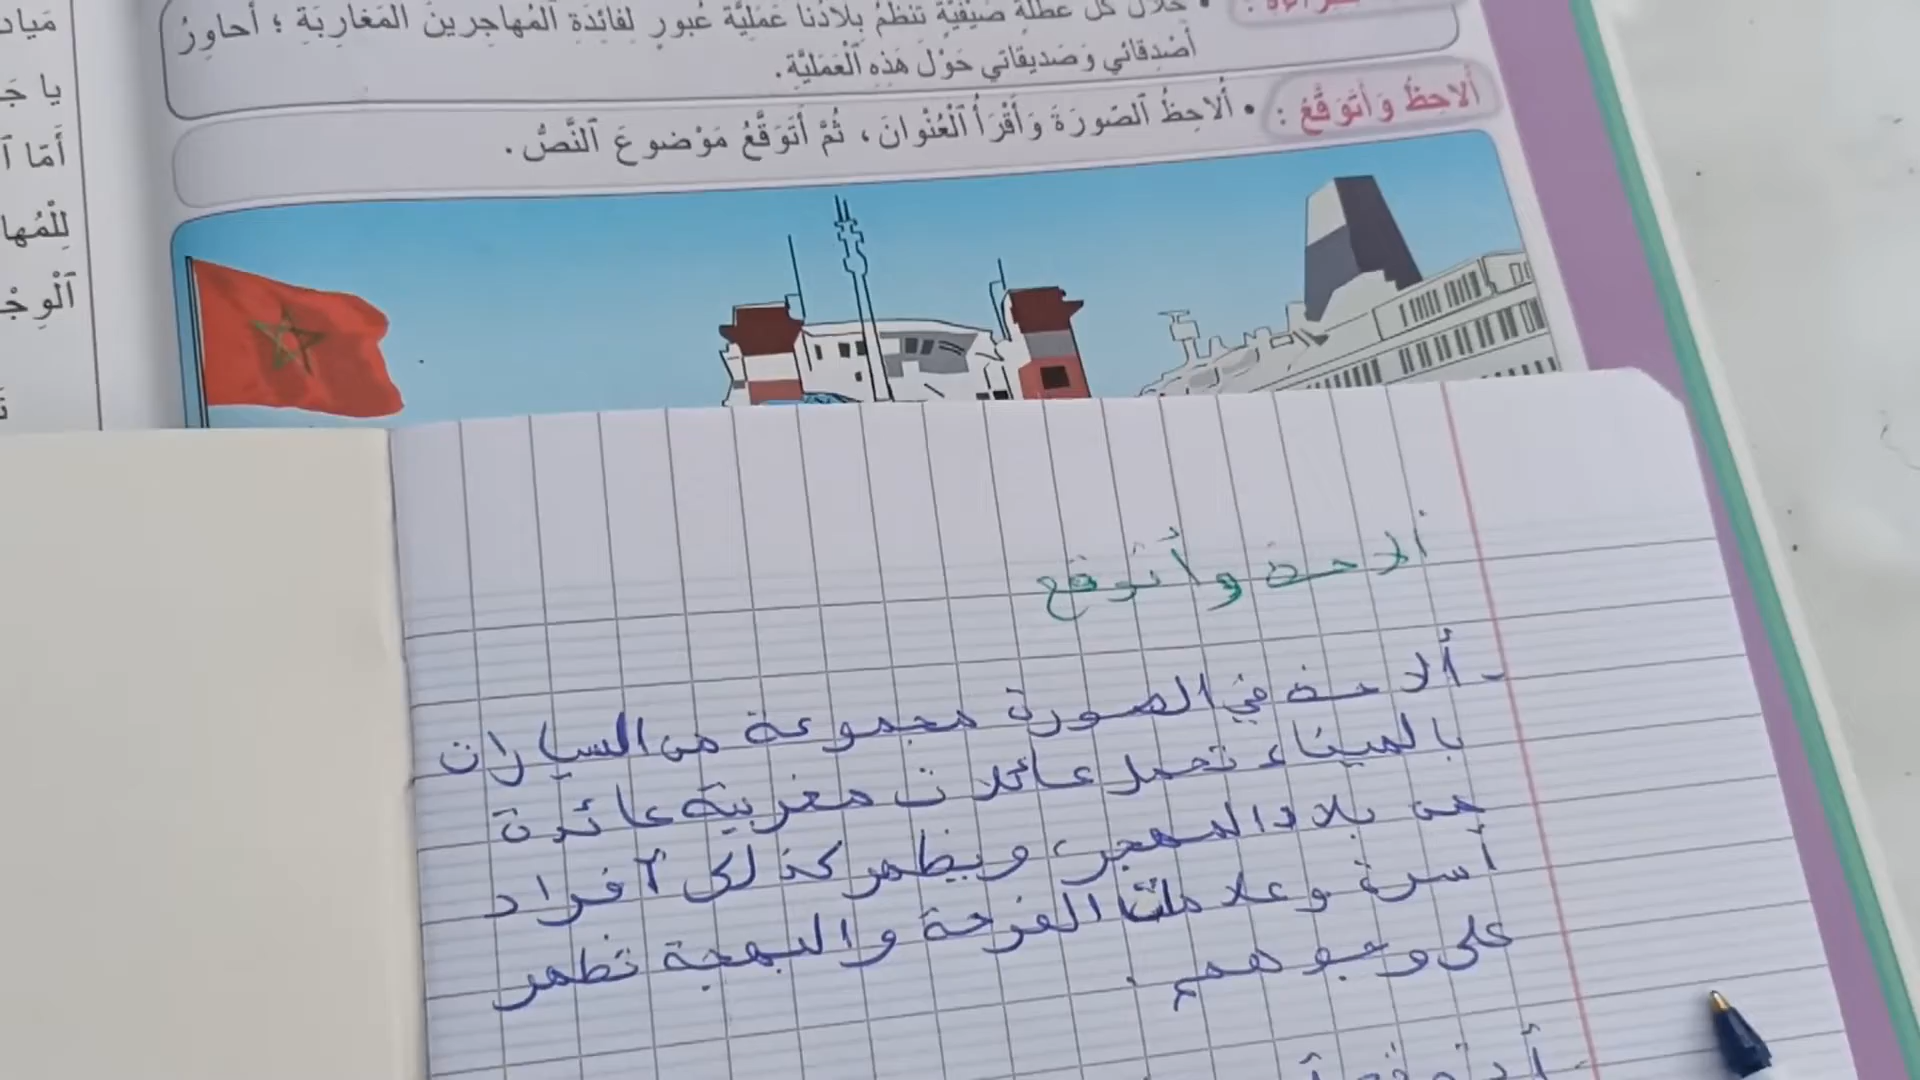 خلال كل عطلة صيفية تنظم بلادنا عملية عبور لفائدة المهاجرين المغاربة ؛ أحاور
أصدقائي وصديقاتي حول هذه العملية.
ألاحظ وأتوقع : • ألاحظ الصورة وأقرأ العنوان ، ثم أتوقع موضوع النص .
يا
أما
ألاحظ وأتوقع
- ألاحظ في الصورة مجموعة من السيارات
بالميناء تحمل عائلات مغربية عائدة
من بلاد المهجر، ويظهر كذلك أفراد
أسرة وعلامات الفرحة والبهجة تظهر
على وجوههم .